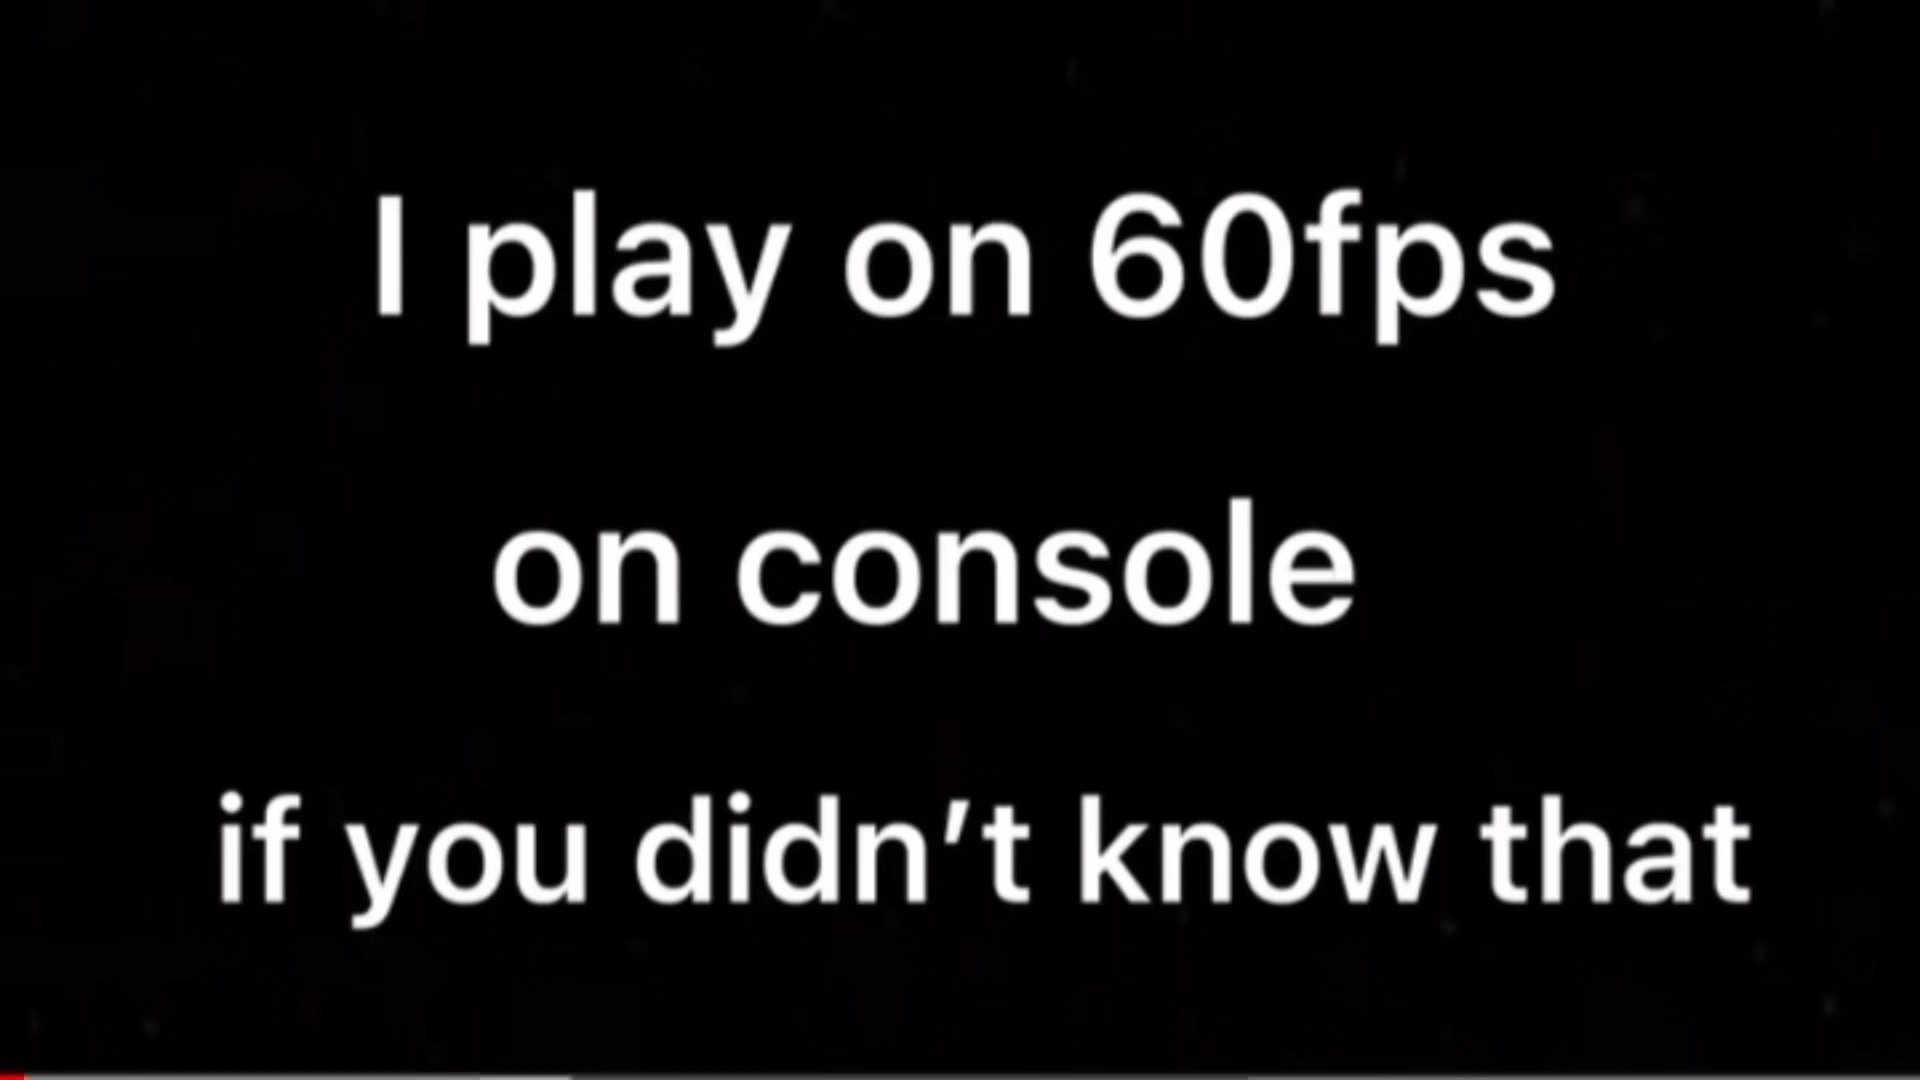 I play on 60fps
on console
if you didn’t know that